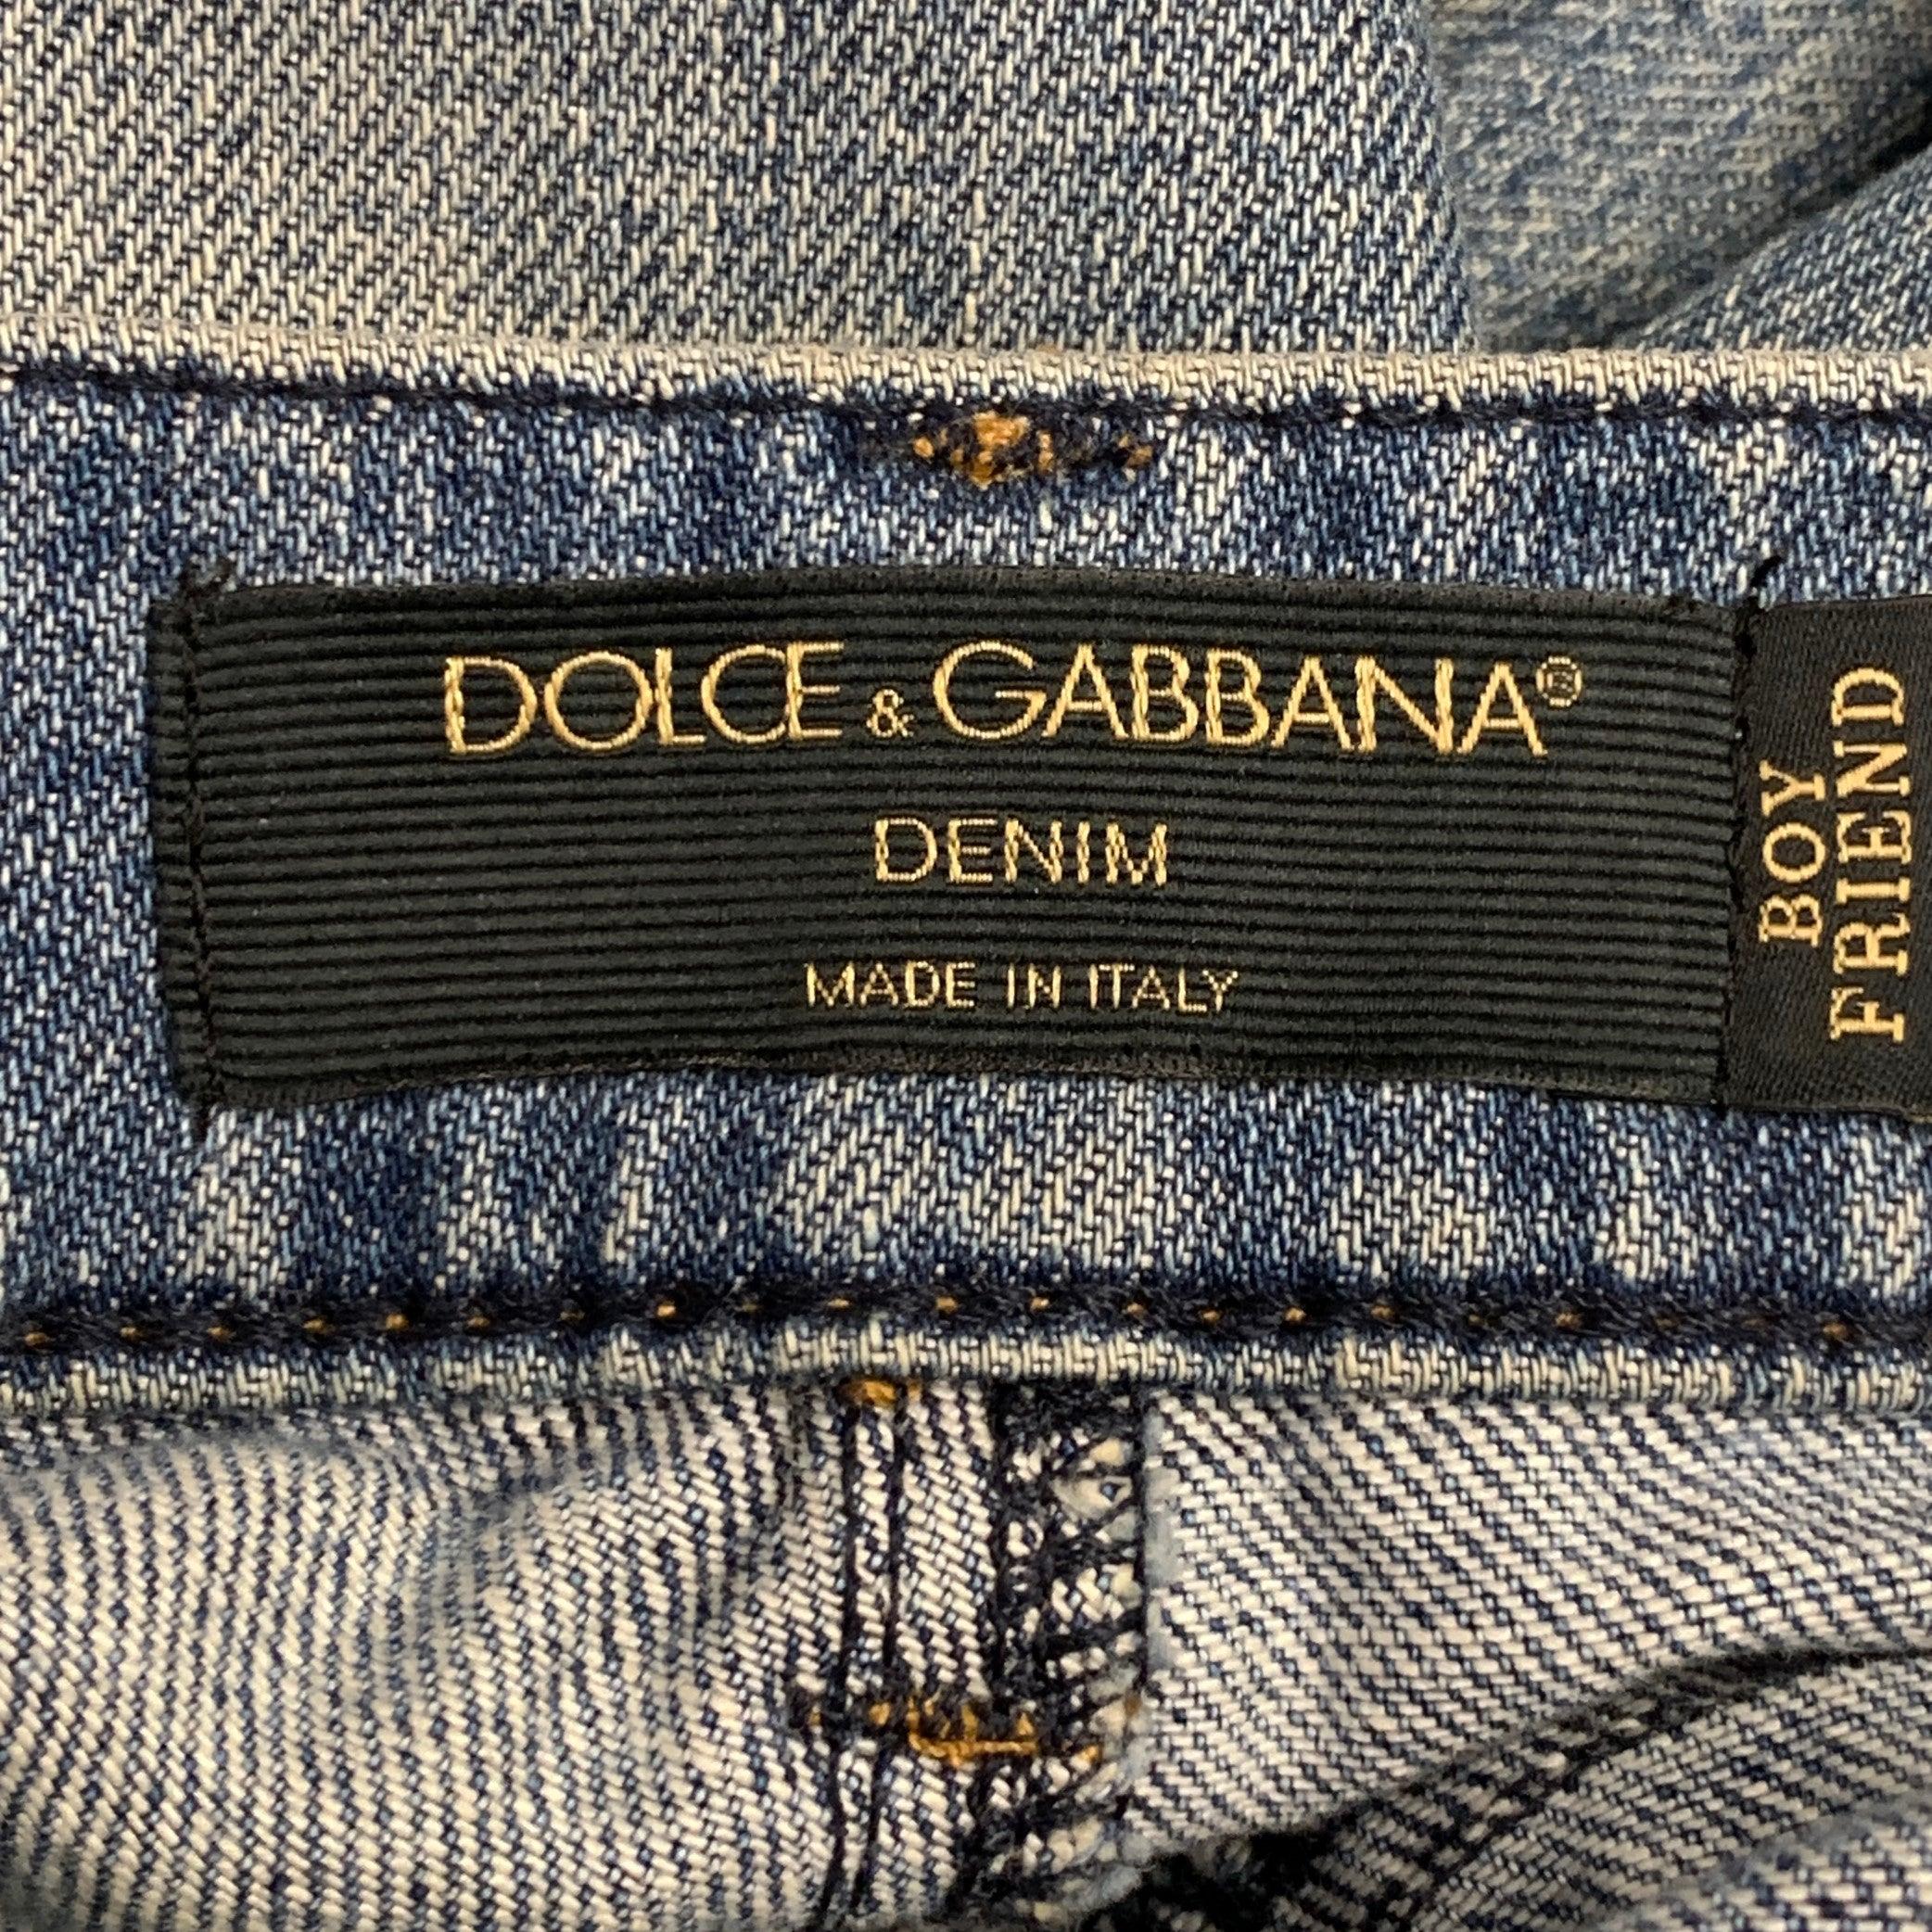 DOLCE & GABBANA®
DENIM
MADE IN ITALY
BOY
FRIEND